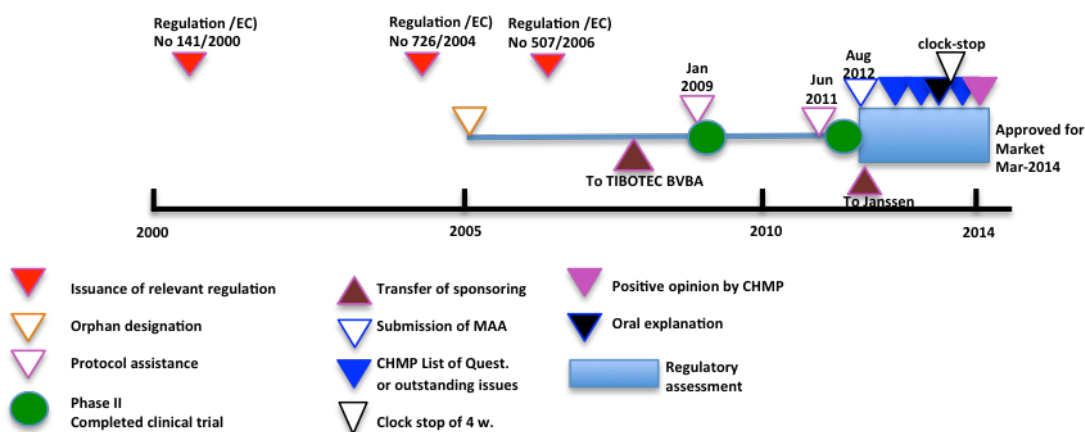 Regulation /EC)
No 141/2000
Regulation /EC)
No 726/2004
Regulation /EC)
No 507/2006
Jan
2009
Jun
2011
Aug
2012
clock-stop
Approved for
Market
Mar-2014
To TIBOTEC BVBA
To Janssen
2000
2005
2010
2014
Issuance of relevant regulation
Orphan designation
Protocol assistance
Phase II
Completed clinical trial
Transfer of sponsoring
Submission of MAA
CHMP List of Quest.
or outstanding issues
Clock stop of 4 w.
Positive opinion by CHMP
Oral explanation
Regulatory
assessment